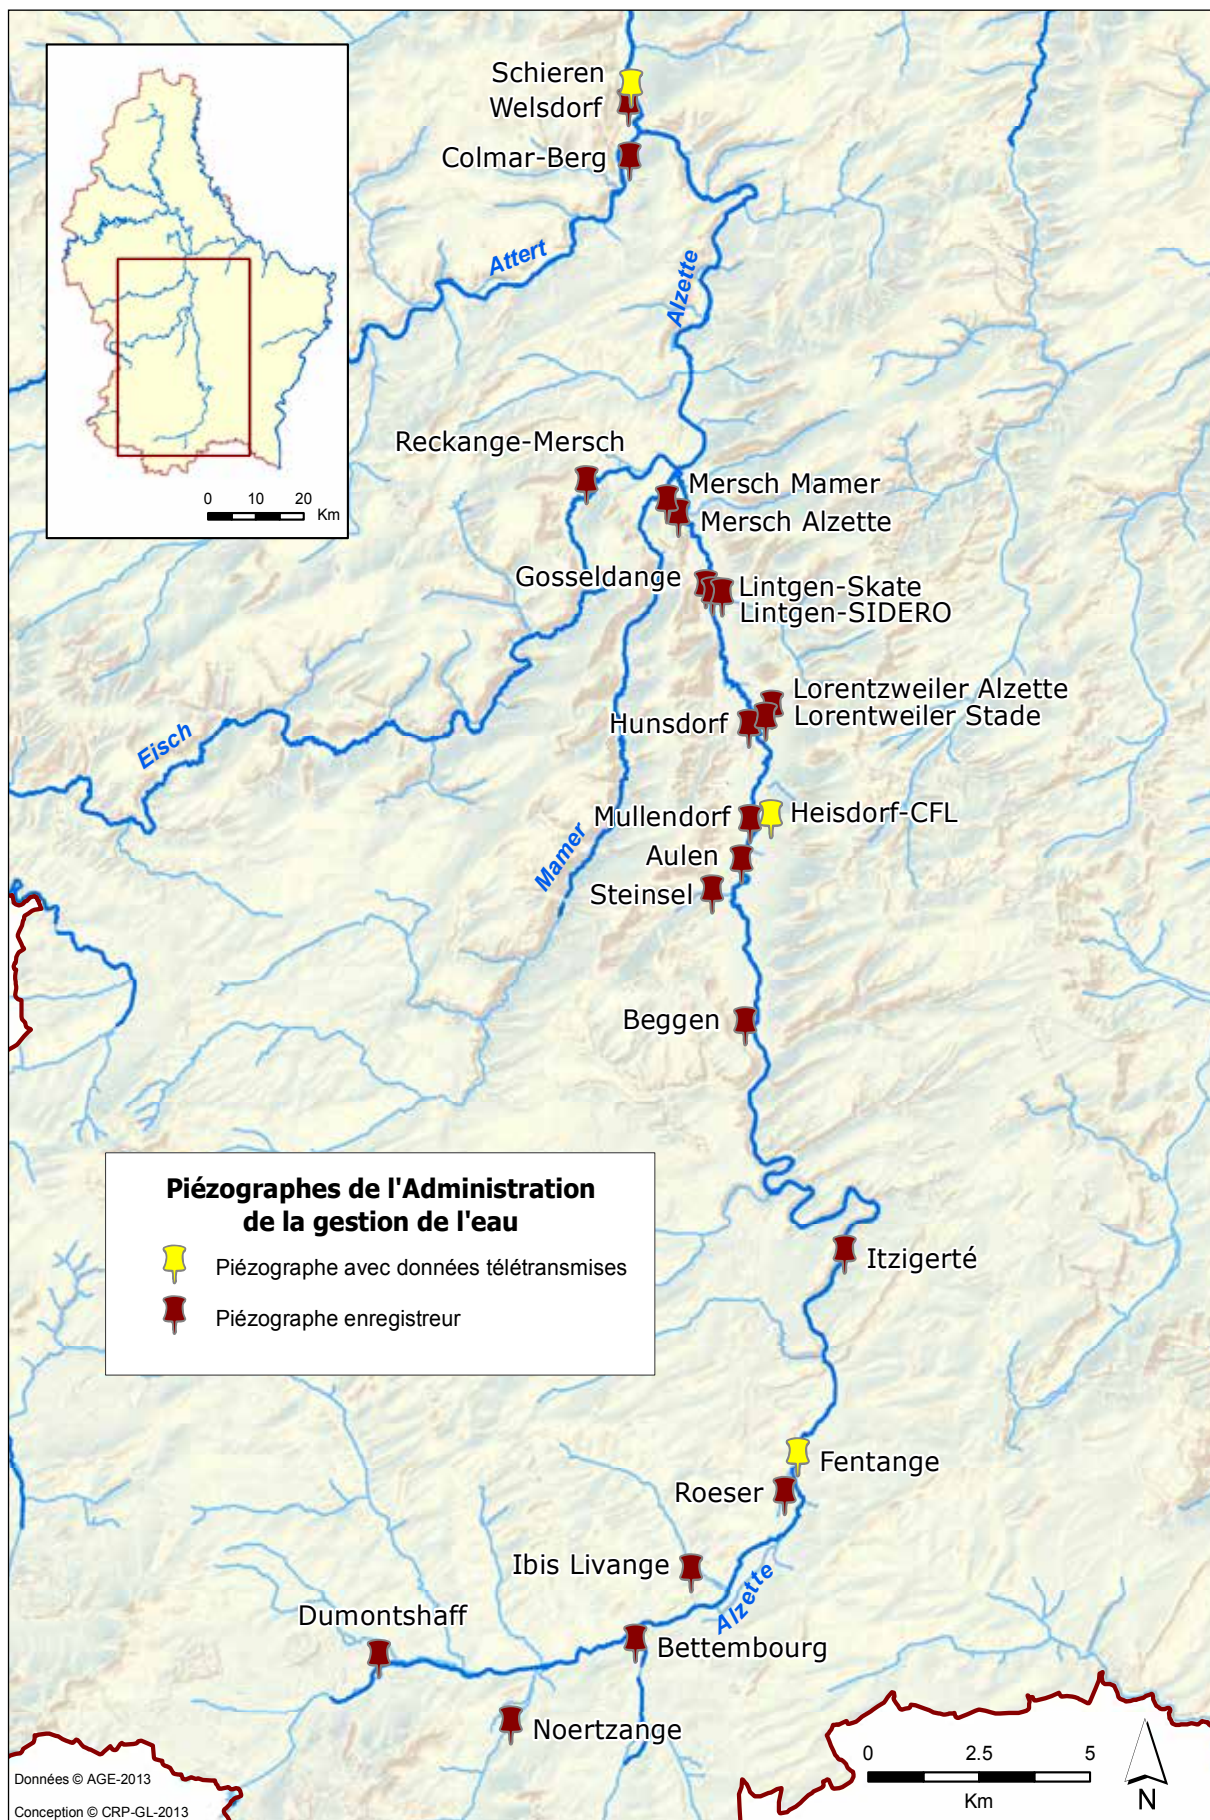 Schieren
Welsdorf
Colmar-Berg
Attert
Alzette
0 10 20
Km
Reckange-Mersch
Mersch Mamer
Mersch Alzette
Gosseldange
Lintgen-Skate
Lintgen-SIDERO
Lorentzweiler Alzette
Lorentweiler Stade
Hunsdorf
Eisch
Mullendorf
Heisdorf-CFL
Mamer
Aulen
Steinsel
Beggen
Piézographes de l'Administration
de la gestion de l'eau
Piézographe avec données télétransmises
Piézographe enregistreur
Itzigerté
Fentange
Roeser
Ibis Livange
Alzette
Dumontshaff
Bettembourg
Noertzange
0 2.5 5
Km
N
Données © AGE-2013
Conception © CRP-GL-2013